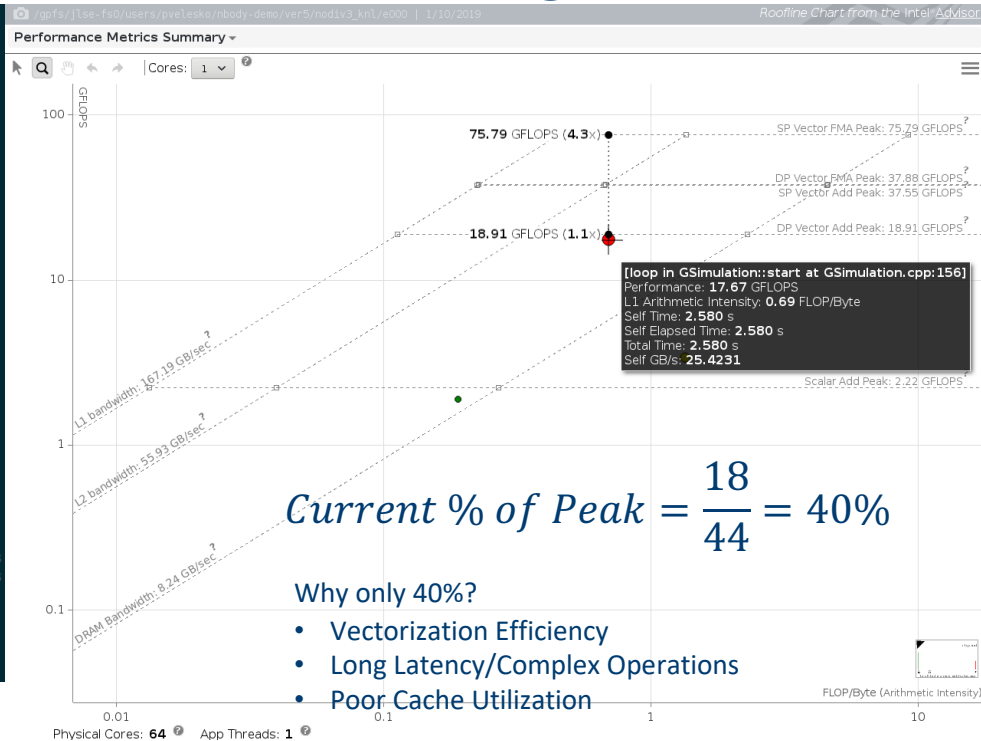 /gpfs/jlse-fs0/users/pvelesko/nbody-demo/ver5/nodiv3_knl/e000 | 1/10/2019
Roofline Chart from the Intel Advisor
Performance Metrics Summary
Cores: 1
GFLOPS
100
75.79 GFLOPS (4.3x)
SP Vector FMA Peak: 75.79 GFLOPS
DP Vector FMA Peak: 37.88 GFLOPS
SP Vector Add Peak: 37.55 GFLOPS
18.91 GFLOPS (1.1x)
DP Vector Add Peak: 18.91 GFLOPS
10
[loop in GSimulation::start at GSimulation.cpp:156]
Performance: 17.67 GFLOPS
L1 Arithmetic Intensity: 0.69 FLOP/Byte
Self Time: 2.580 s
Self Elapsed Time: 2.580 s
Total Time: 2.580 s
Self GB/s: 25.4231
L1 bandwidth: 167.19 GB/sec
Scalar Add Peak: 2.22 GFLOPS
1
L2 bandwidth: 55.93 GB/sec
Current % of Peak = 18/44 = 40%
DRAM Bandwidth: 8.24 GB/sec
Why only 40%?
0.1
• Vectorization Efficiency
• Long Latency/Complex Operations
• Poor Cache Utilization
FLOP/Byte (Arithmetic Intensity)
0.01 0.1 1 10
Physical Cores: 64 App Threads: 1